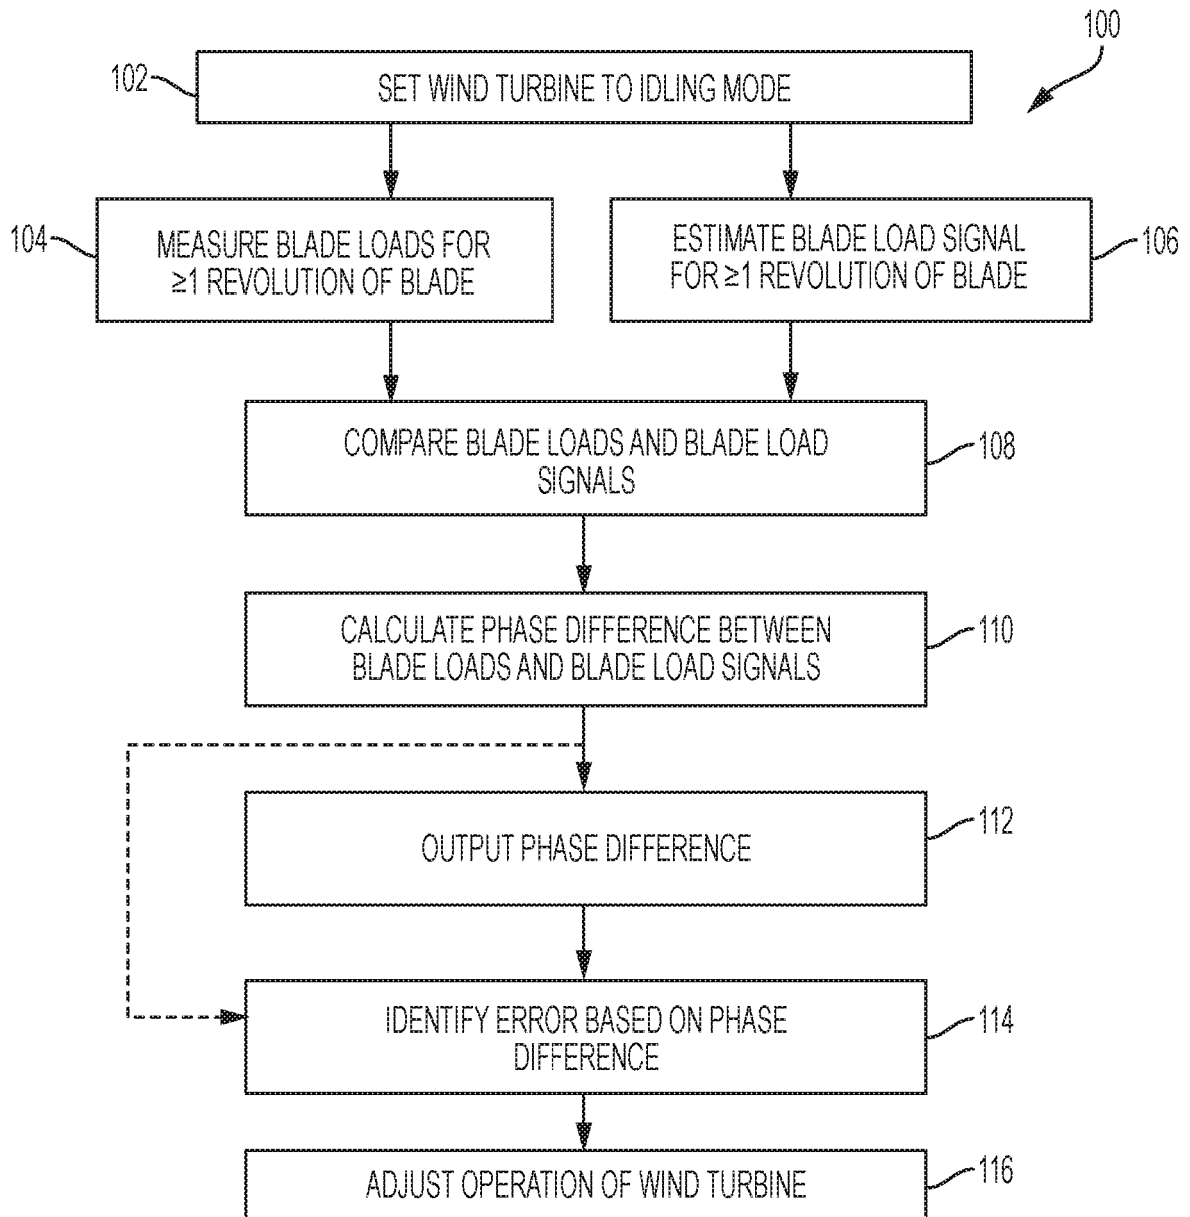 100
102
SET WIND TURBINE TO IDLING MODE
104
MEASURE BLADE LOADS FOR
≥1 REVOLUTION OF BLADE
ESTIMATE BLADE LOAD SIGNAL
FOR ≥1 REVOLUTION OF BLADE
106
COMPARE BLADE LOADS AND BLADE LOAD
SIGNALS
108
CALCULATE PHASE DIFFERENCE BETWEEN
BLADE LOADS AND BLADE LOAD SIGNALS
110
OUTPUT PHASE DIFFERENCE
112
IDENTIFY ERROR BASED ON PHASE
DIFFERENCE
114
ADJUST OPERATION OF WIND TURBINE
116